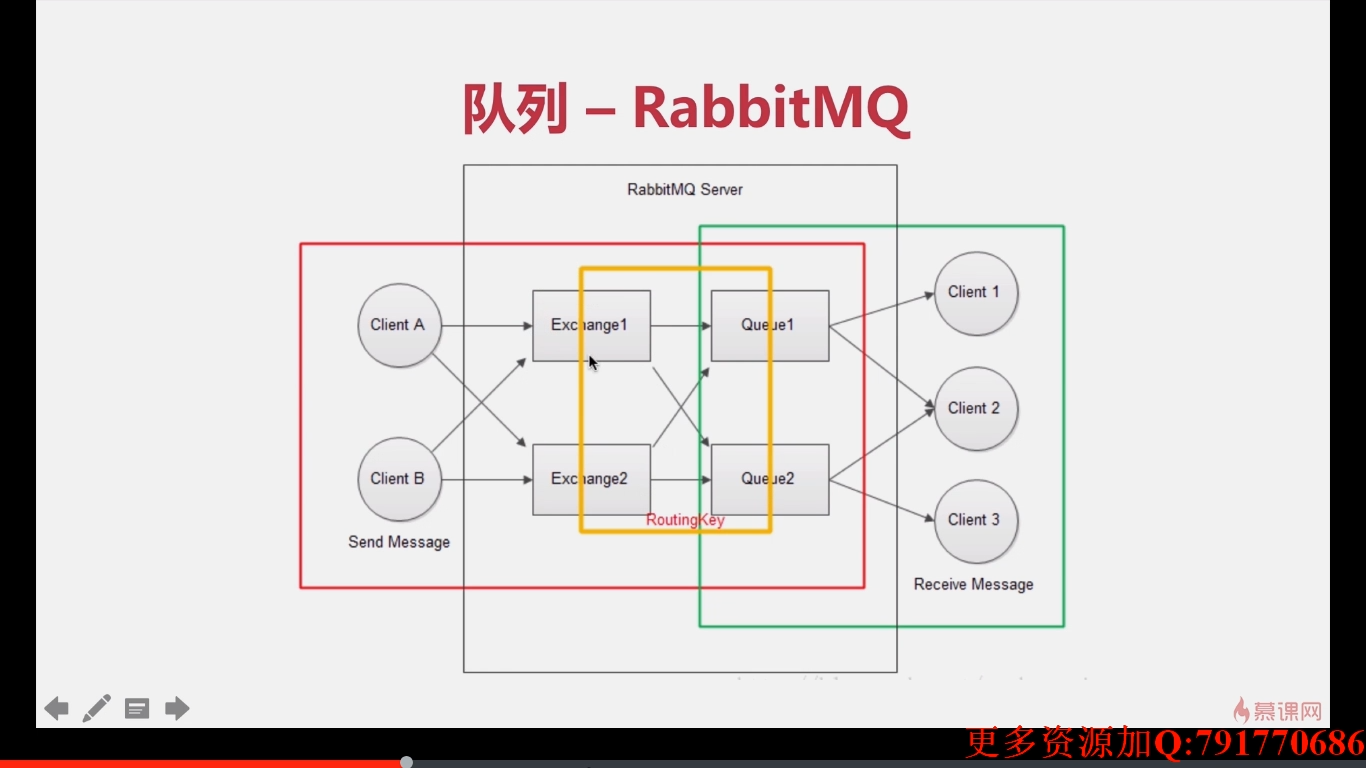 队列 – RabbitMQ
RabbitMQ Server
Client A
Exchange1
Queue1
Client 1
Client 2
Client B
Exchange2
Queue2
RoutingKey
Client 3
Send Message
Receive Message
慕课网
更多资源加Q:791770686